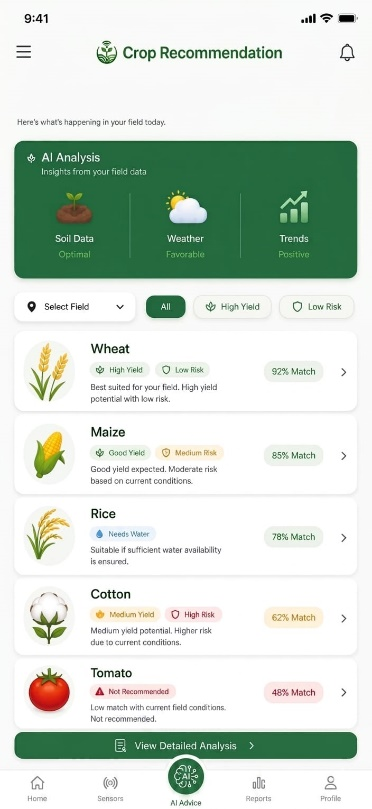 9:41
Crop Recommendation
Here's what's happening in your field today.
AI Analysis
Insights from your field data
Soil Data
Optimal
Weather
Favorable
Trends
Positive
Select Field
All
High Yield
Low Risk
Wheat
High Yield
Low Risk
Best suited for your field. High yield
potential with low risk.
92% Match
Maize
Good Yield
Medium Risk
Good yield expected. Moderate risk
based on current conditions.
85% Match
Rice
Needs Water
Suitable if sufficient water availability
is ensured.
78% Match
Cotton
Medium Yield
High Risk
Medium yield potential. Higher risk
due to current conditions.
62% Match
Tomato
Not Recommended
Low match with current field conditions.
Not recommended.
48% Match
View Detailed Analysis
Home
Sensors
AI
AI Advice
Reports
Profile